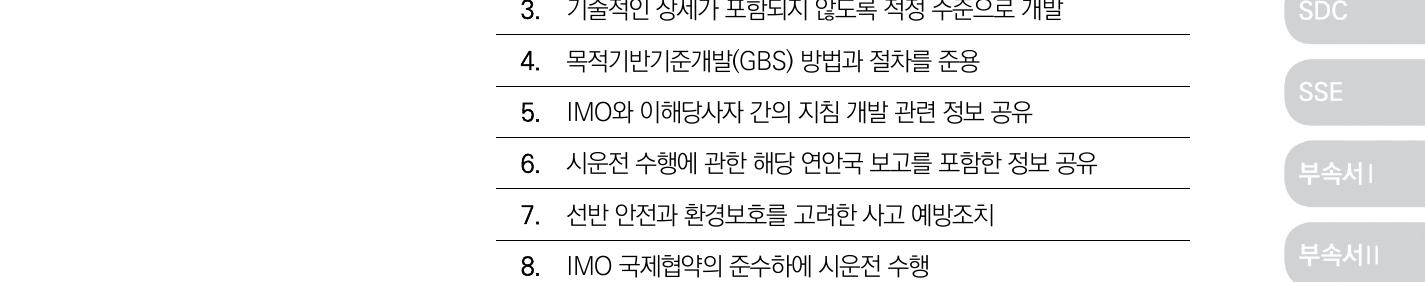 3. 기술적인 상세가 포함되지 않도록 적정 수준으로 개발
4. 목적기반기준개발(GBS) 방법과 절차를 준용
5. IMO와 이해당사자 간의 지침 개발 관련 정보 공유
6. 시운전 수행에 관한 해당 연안국 보고를 포함한 정보 공유
7. 선반 안전과 환경보호를 고려한 사고 예방조치
8. IMO 국제협약의 준수하에 시운전 수행
SDC
SSE
부속서 I
부속서 II